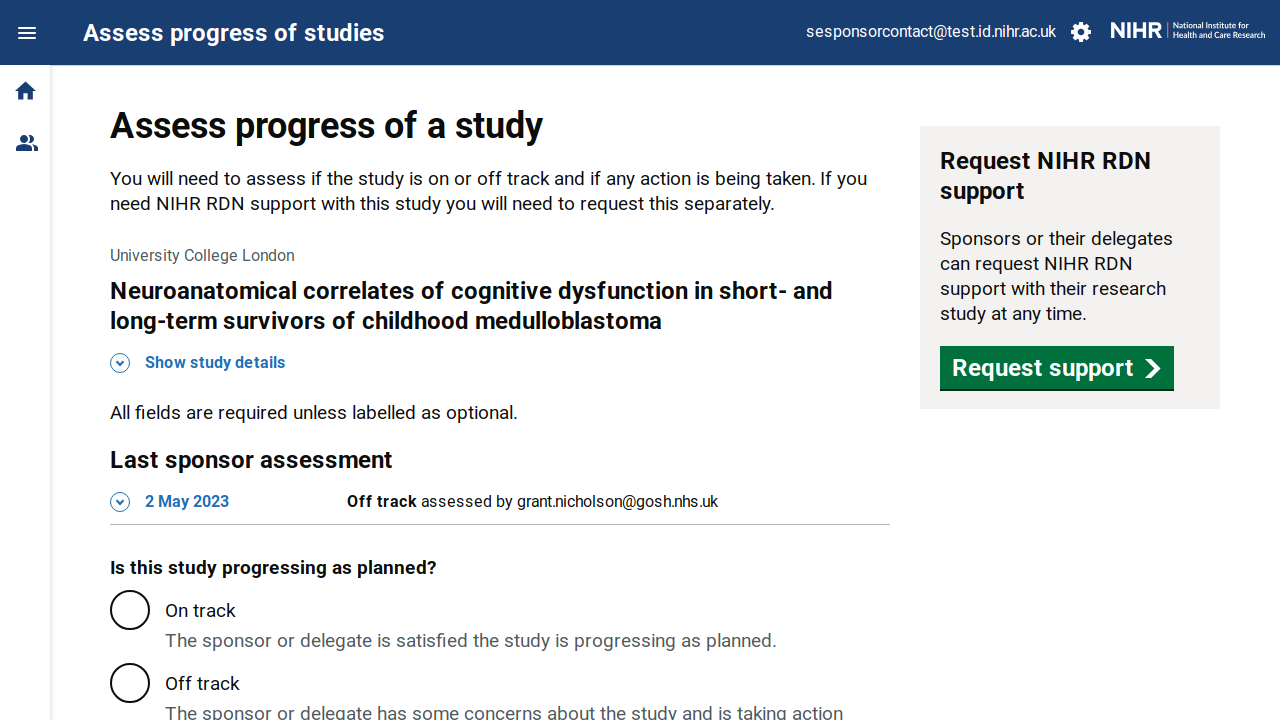 Assess progress of studies
sesponsorcontact@test.id.nihr.ac.uk
NIHR | National Institute for
Health and Care Research
Assess progress of a study
You will need to assess if the study is on or off track and if any action is being taken. If you
need NIHR RDN support with this study you will need to request this separately.
University College London
Neuroanatomical correlates of cognitive dysfunction in short- and
long-term survivors of childhood medulloblastoma
Show study details
All fields are required unless labelled as optional.
Last sponsor assessment
2 May 2023 Off track assessed by grant.nicholson@gosh.nhs.uk
Is this study progressing as planned?
On track
The sponsor or delegate is satisfied the study is progressing as planned.
Off track
The sponsor or delegate has some concerns about the study and is taking action
Request NIHR RDN
support
Sponsors or their delegates
can request NIHR RDN
support with their research
study at any time.
Request support